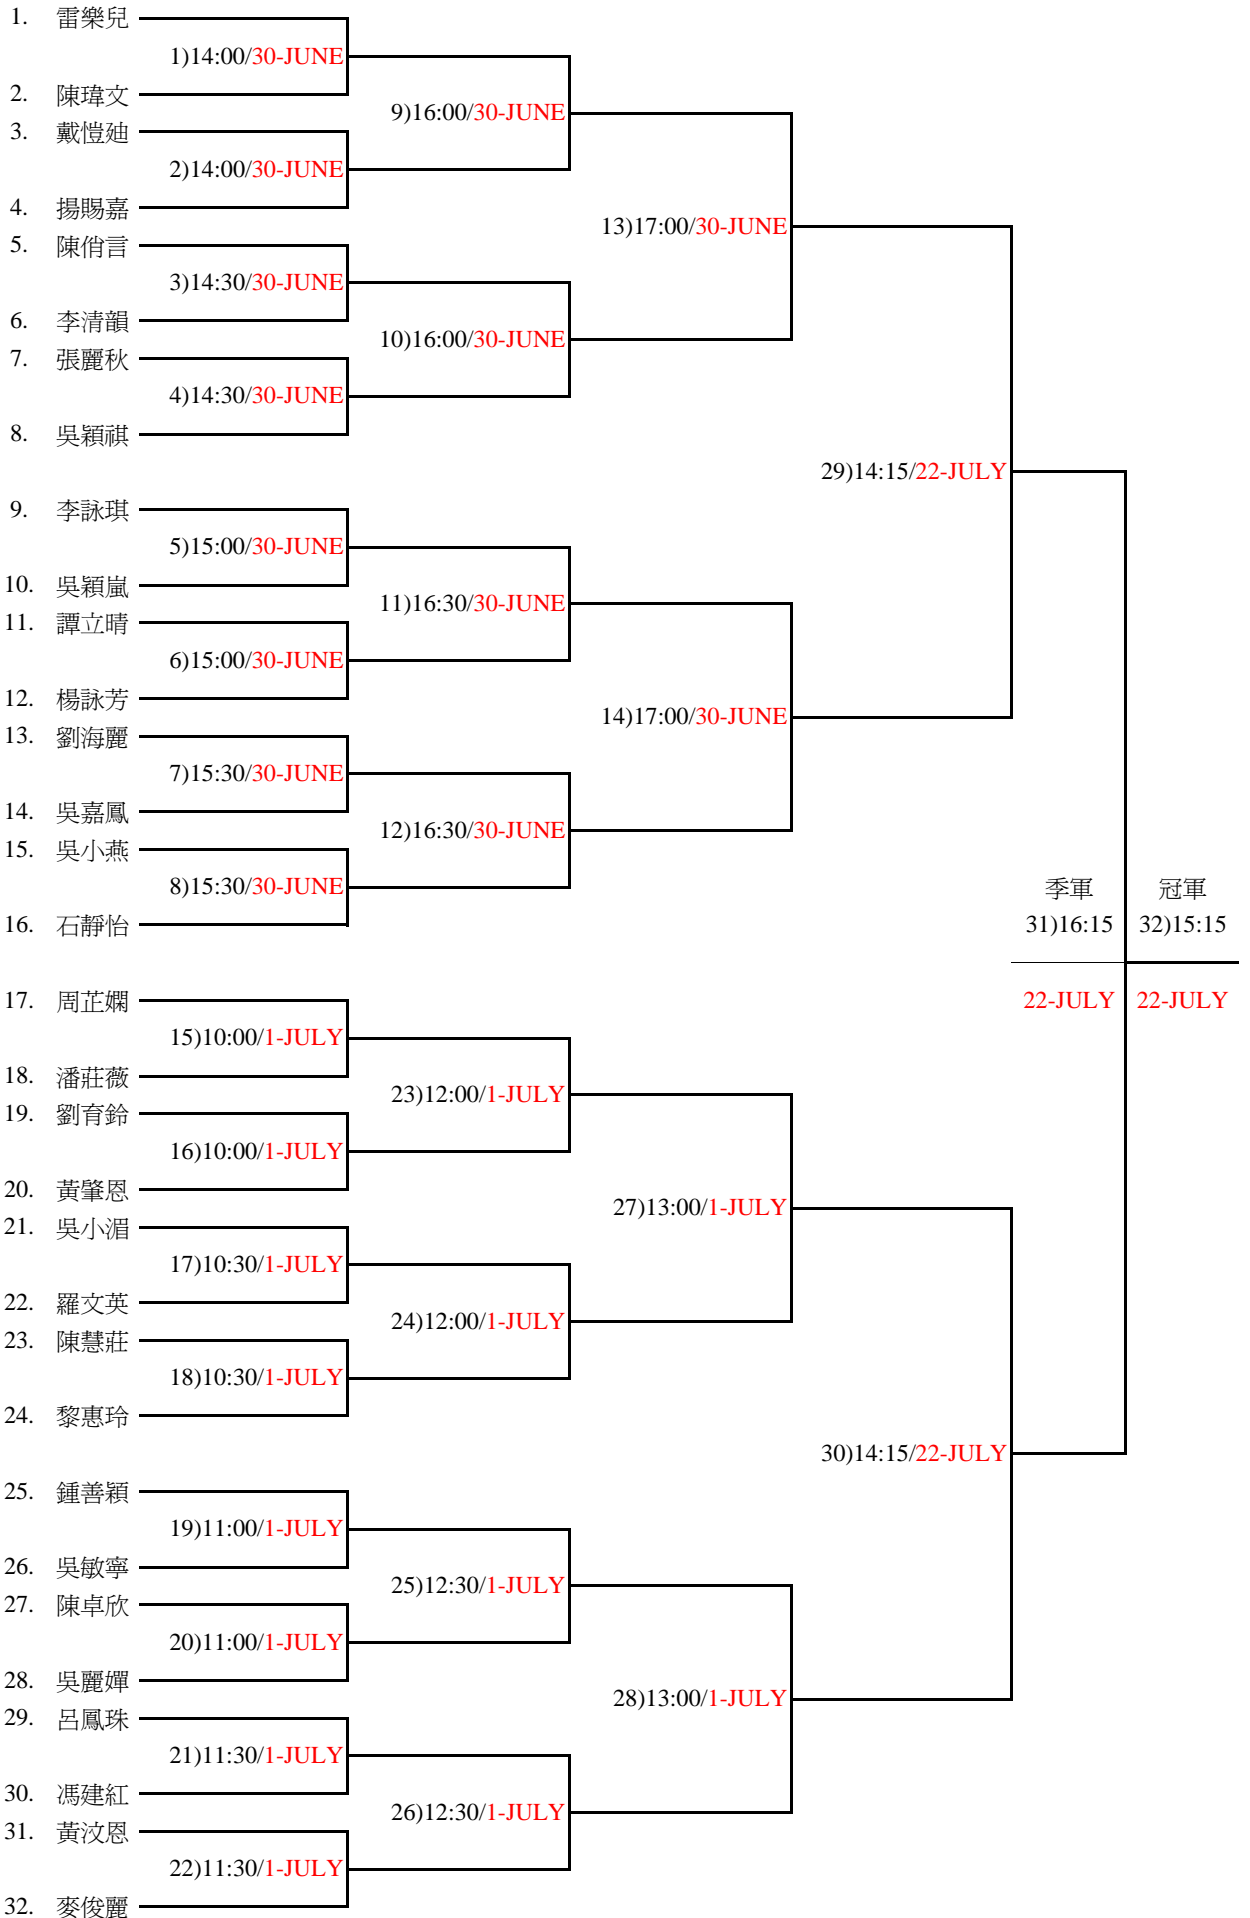 1. 雷樂兒
1)14:00/30-JUNE
2. 陳瑋文
9)16:00/30-JUNE
3. 戴愷廸
2)14:00/30-JUNE
4. 揚賜嘉
13)17:00/30-JUNE
5. 陳俏言
3)14:30/30-JUNE
6. 李清韻
10)16:00/30-JUNE
7. 張麗秋
4)14:30/30-JUNE
8. 吳穎祺
29)14:15/22-JULY
9. 李詠琪
5)15:00/30-JUNE
10. 吳穎嵐
11)16:30/30-JUNE
11. 譚立晴
6)15:00/30-JUNE
12. 楊詠芳
14)17:00/30-JUNE
13. 劉海麗
7)15:30/30-JUNE
14. 吳嘉鳳
12)16:30/30-JUNE
15. 吳小燕
8)15:30/30-JUNE
季軍 冠軍
16. 石靜怡
31)16:15 32)15:15
22-JULY 22-JULY
17. 周芷嫻
15)10:00/1-JULY
18. 潘莊薇
23)12:00/1-JULY
19. 劉育鈴
16)10:00/1-JULY
20. 黃肇恩
27)13:00/1-JULY
21. 吳小湄
17)10:30/1-JULY
22. 羅文英
24)12:00/1-JULY
23. 陳慧莊
18)10:30/1-JULY
24. 黎惠玲
30)14:15/22-JULY
25. 鍾善穎
19)11:00/1-JULY
26. 吳敏寧
25)12:30/1-JULY
27. 陳卓欣
20)11:00/1-JULY
28. 吳麗嬋
28)13:00/1-JULY
29. 呂鳳珠
21)11:30/1-JULY
30. 馮建紅
26)12:30/1-JULY
31. 黃汶恩
22)11:30/1-JULY
32. 麥俊麗